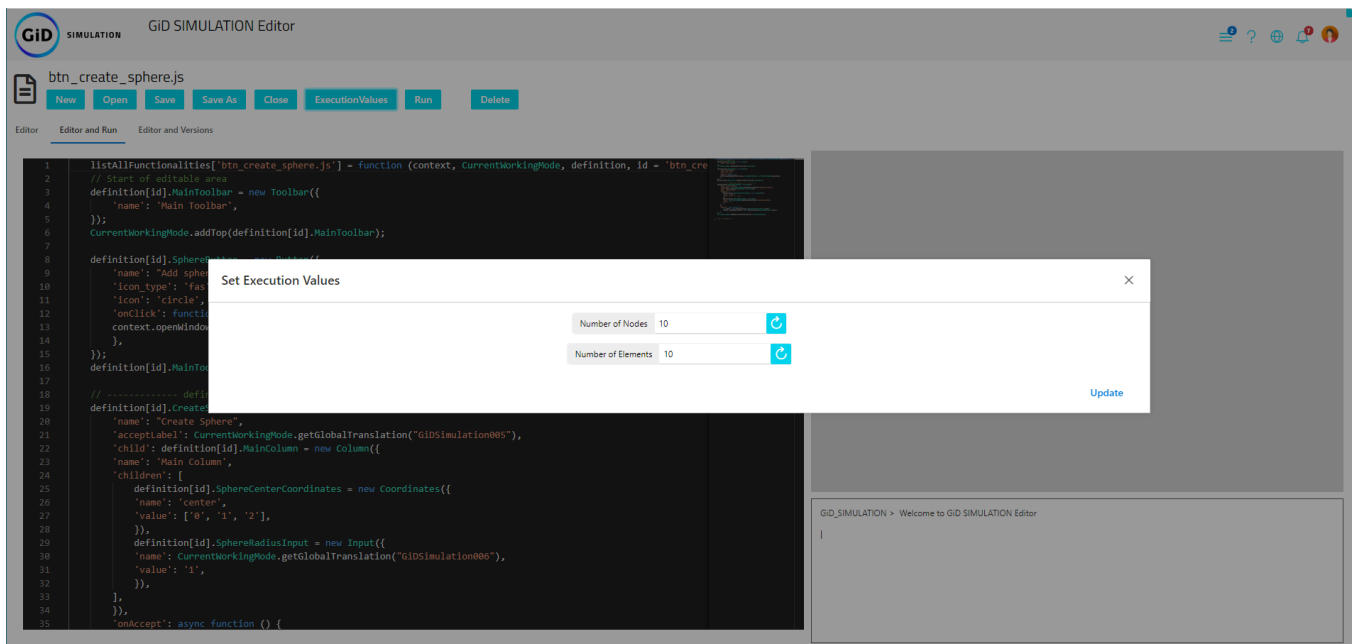 GiD SIMULATION
GiD SIMULATION Editor
2
?
7
btn_create_sphere.js
New Open Save Save As Close ExecutionValues Run Delete
Editor Editor and Run Editor and Versions
1 listAllFunctionalities['btn_create_sphere.js'] = function (context, CurrentWorkingMode, definition, id = 'btn_cre
2 // Start of editable area
3 definition[id].MainToolbar = new Toolbar({
4 'name': 'Main Toolbar',
5 });
6 CurrentWorkingMode.addTop(definition[id].MainToolbar);
7
8 definition[id].SphereButton = new Button({
9 'name': "Add spher
10 'icon_type': 'fas'
11 'icon': 'circle',
12 'onClick': functio
13 context.openWindow
14 },
15 });
16 definition[id].MainToo
17
18 // ------------- defin
19 definition[id].CreateS
20 'name': "Create Sphere",
21 'acceptLabel': CurrentWorkingMode.getGlobalTranslation("GiDSimulation005"),
22 'child': definition[id].MainColumn = new Column({
23 'name': 'Main Column',
24 'children': [
25 definition[id].SphereCenterCoordinates = new Coordinates({
26 'name': 'center',
27 'value': ['0', '1', '2'],
28 }),
29 definition[id].SphereRadiusInput = new Input({
30 'name': CurrentWorkingMode.getGlobalTranslation("GiDSimulation006"),
31 'value': '1',
32 }),
33 ],
34 }),
35 'onAccept': async function () {
Set Execution Values
Number of Nodes 10
Number of Elements 10
Update
GiD_SIMULATION > Welcome to GiD SIMULATION Editor